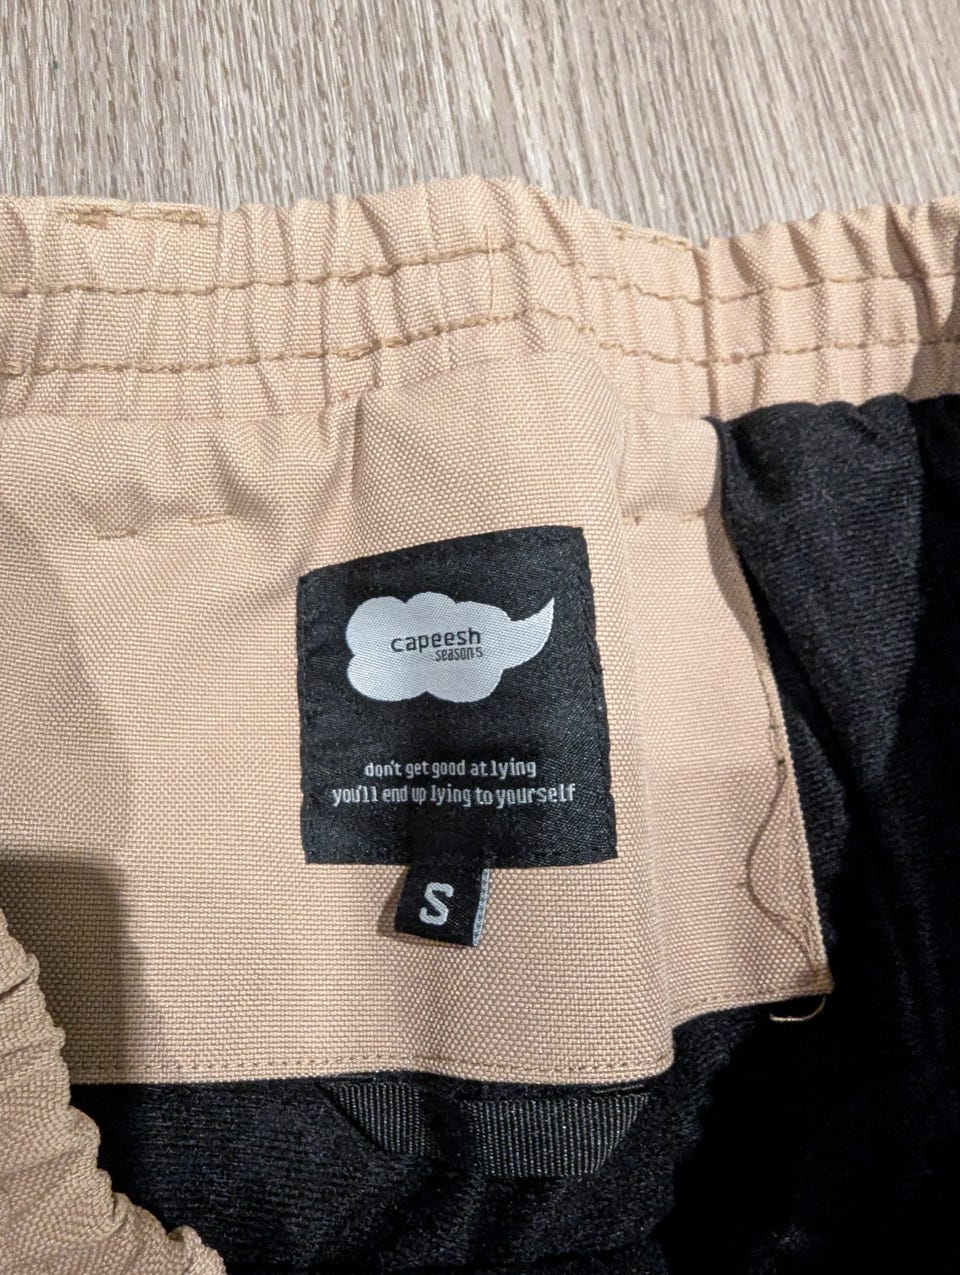 capeesh
season 5
don't get good at lying
you'll end up lying to yourself
S